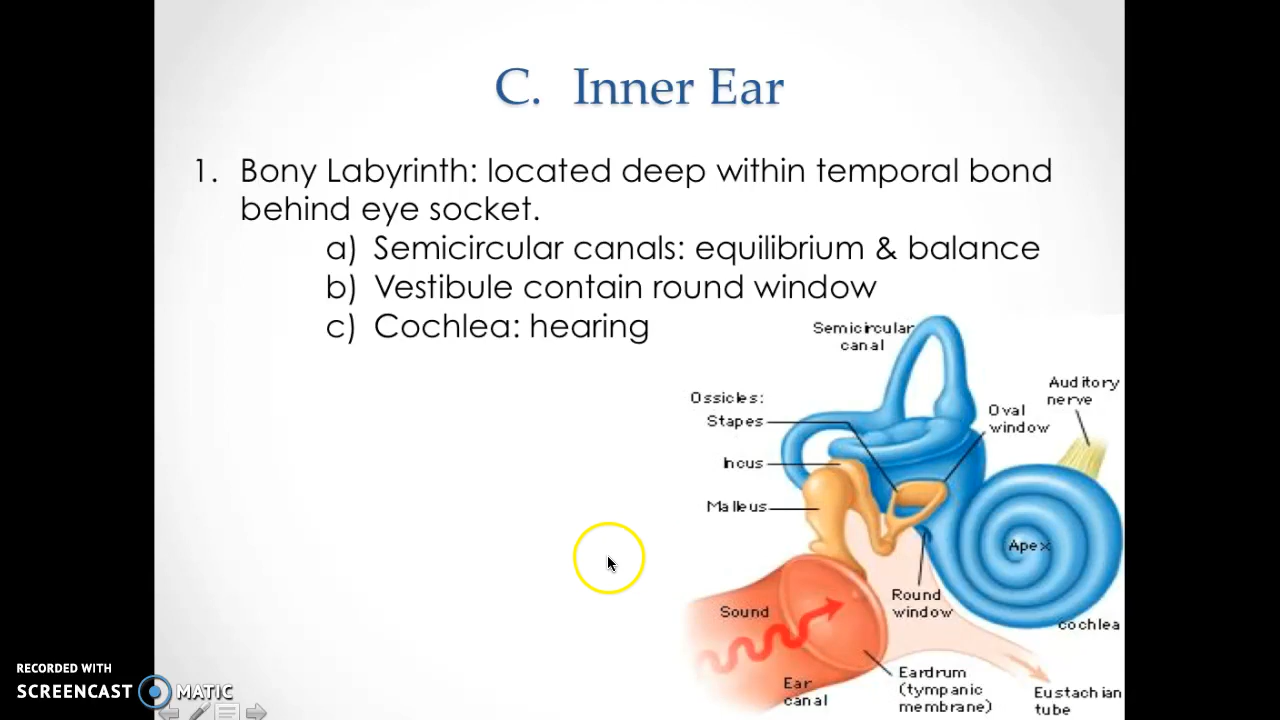 C. Inner Ear
1. Bony Labyrinth: located deep within temporal bond
behind eye socket.
a) Semicircular canals: equilibrium & balance
b) Vestibule contain round window
c) Cochlea: hearing
Semicircular
canal
Auditory
nerve
Ossicles:
Stapes
Oval
window
Incus
Malleus
Apex
Round
window
Sound
cochlea
Ear
canal
Eardrum
(tympanic
membrane)
Eustachian
tube
RECORDED WITH
SCREENCAST MATIC